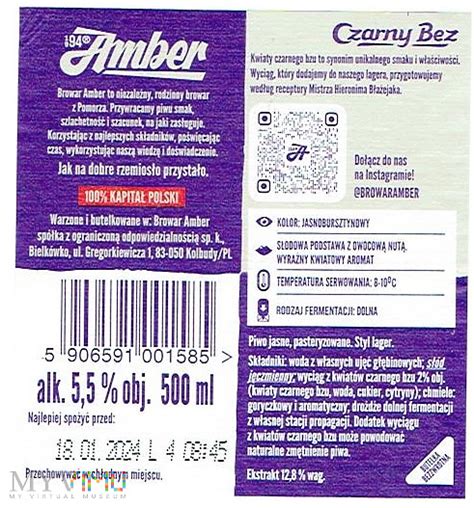 1994® Amber
Browar Amber to niezależny, rodzinny browar
z Pomorza. Przywracamy piwu smak,
szlachetność i szacunek, na jaki zasługuje.
Korzystając z najlepszych składników, poświęcając
czas, wykorzystując naszą wiedzę i doświadczenie.
Jak na dobre rzemiosło przystało.
100% KAPITAŁ POLSKI
Warzone i butelkowane w: Browar Amber
spółka z ograniczoną odpowiedzialnością sp. k.,
Bielkówko, ul. Gregorkiewicza 1, 83-050 Kolbudy/PL
5 906591 001585 >
alk. 5,5 % obj. 500 ml
Najlepiej spożyć przed:
18.01.2024 L 4 08:45
Przechowywać w chłodnym miejscu.
Czarny Bez
Kwiaty czarnego bzu to synonim unikalnego smaku i właściwości.
Wyciąg, który dodajemy do naszego lagera, przygotowujemy
według receptury Mistrza Hieronima Błażejaka.
Dołącz do nas
na Instagramie!
@BROWARAMBER
KOLOR: JASNOBURSZTYNOWY
SŁODOWA PODSTAWA Z OWOCOWĄ NUTĄ.
WYRAŹNY KWIATOWY AROMAT
TEMPERATURA SERWOWANIA: 8-10°C
RODZAJ FERMENTACJI: DOLNA
Piwo jasne, pasteryzowane. Styl lager.
Składniki: woda z własnych ujęć głębinowych; słód
jęczmienny; wyciąg z kwiatów czarnego bzu 2% obj.
(kwiaty czarnego bzu, woda, cukier, cytryny); chmiele:
goryczkowy i aromatyczny; drożdże dolnej fermentacji
z własnej stacji propagacji. Dodatek wyciągu
z kwiatów czarnego bzu może powodować
naturalne zmętnienie piwa.
Ekstrakt 12,8 % wag.
BUTELKA
BEZZWROTNA
MY VIMU
MY VIRTUAL MUSEUM